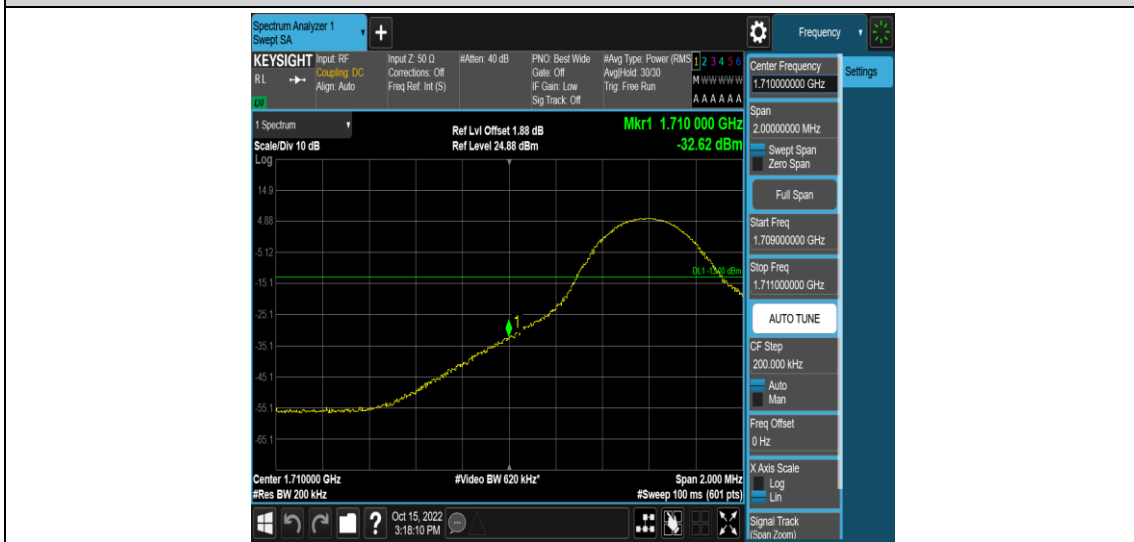 Spectrum Analyzer 1
Swept SA
+
Frequency
KEYSIGHT
RL
Input: RF
Coupling: DC
Align: Auto
Input Z: 50 Ω
Corrections: Off
Freq Ref: Int (S)
#Atten: 40 dB
PNO: Best Wide
Gate: Off
IF Gain: Low
Sig Track: Off
#Avg Type: Power (RMS
Avg|Hold: 30/30
Trig: Free Run
1 2 3 4 5 6
M W W W W W
A A A A A A
1 Spectrum
Scale/Div 10 dB
Ref Lvl Offset 1.88 dB
Ref Level 24.88 dBm
Mkr1 1.710 000 GHz
-32.62 dBm
Log
14.9
4.88
-5.12
-15.1
-25.1
-35.1
-45.1
-55.1
-65.1
DL1 -13.00 dBm
1
Center 1.710000 GHz
#Res BW 200 kHz
#Video BW 620 kHz*
Span 2.000 MHz
#Sweep 100 ms (601 pts)
Center Frequency
1.710000000 GHz
Settings
Span
2.00000000 MHz
Swept Span
Zero Span
Full Span
Start Freq
1.709000000 GHz
Stop Freq
1.711000000 GHz
AUTO TUNE
CF Step
200.000 kHz
Auto
Man
Freq Offset
0 Hz
X Axis Scale
Log
Lin
Signal Track
(Span Zoom)
?
Oct 15, 2022
3:18:10 PM